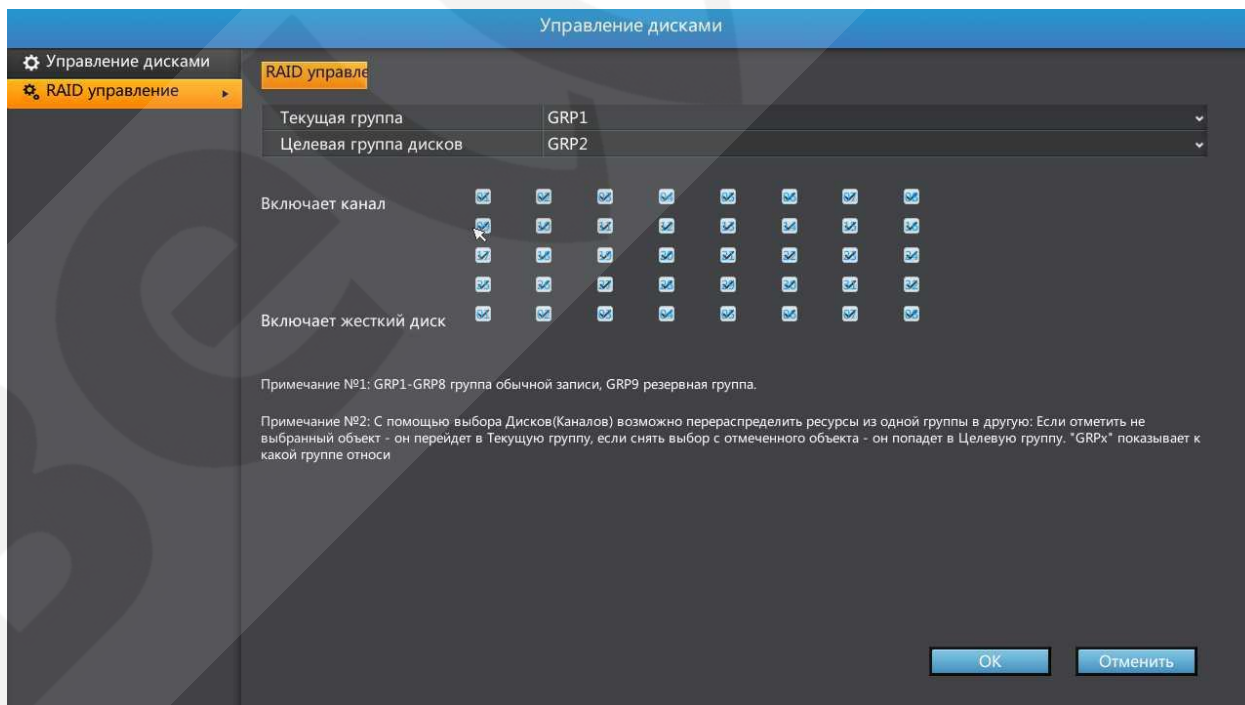 Управление дисками
Управление дисками
RAID управление
RAID управле
Текущая группа GRP1
Целевая группа дисков GRP2
Включает канал
Включает жесткий диск
Примечание №1: GRP1-GRP8 группа обычной записи, GRP9 резервная группа.
Примечание №2: С помощью выбора Дисков(Каналов) возможно перераспределить ресурсы из одной группы в другую: Если отметить не
выбранный объект - он перейдет в Текущую группу, если снять выбор с отмеченного объекта - он попадет в Целевую группу. "GRPx" показывает к
какой группе относи
OK Отменить